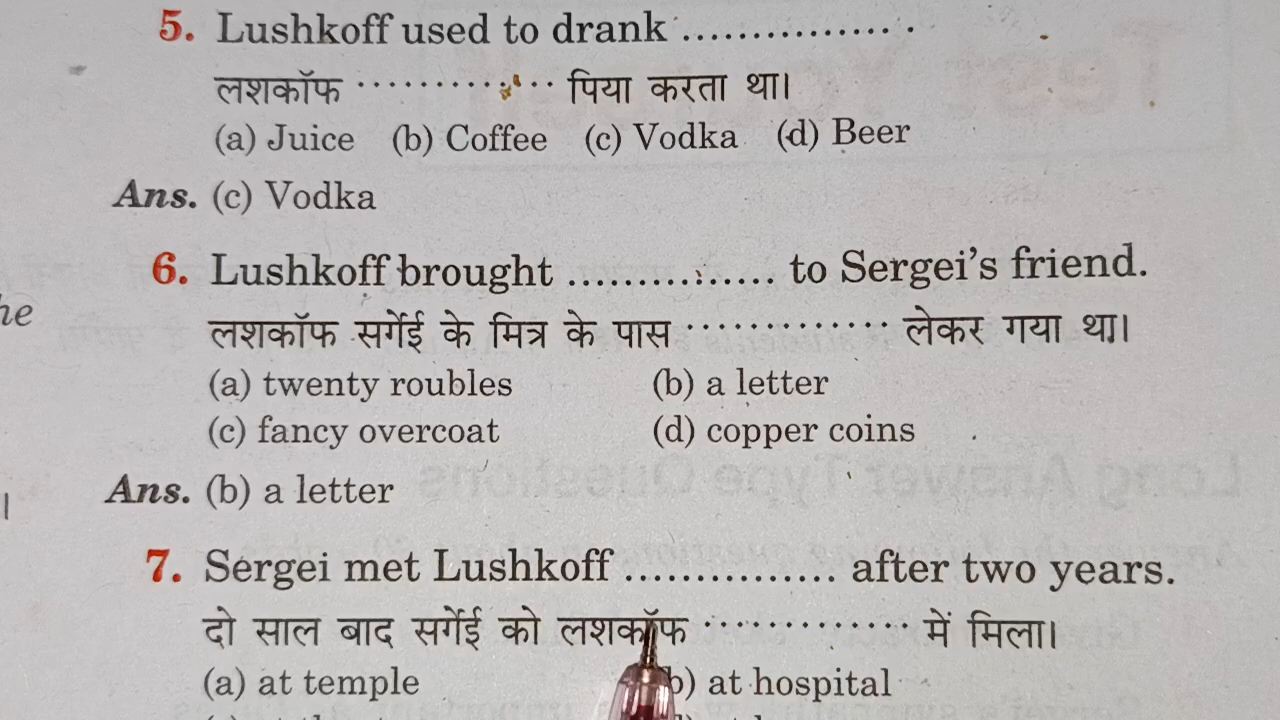 5. Lushkoff used to drank ................ .
लशकॉफ ................ पिया करता था।
(a) Juice (b) Coffee (c) Vodka (d) Beer
Ans. (c) Vodka
6. Lushkoff brought ................ to Sergei's friend.
he
लशकॉफ सर्गेई के मित्र के पास ................ लेकर गया था।
(a) twenty roubles (b) a letter
(c) fancy overcoat (d) copper coins
Ans. (b) a letter
7. Sergei met Lushkoff ................ after two years.
दो साल बाद सर्गेई को लशकॉफ ................ में मिला।
(a) at temple b) at hospital